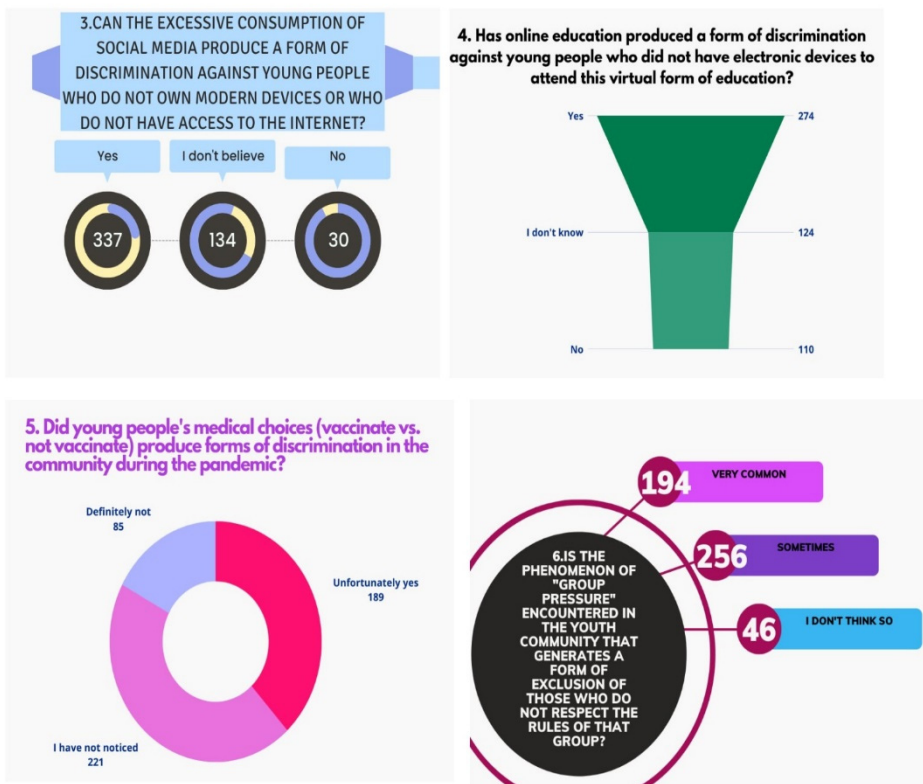 3.CAN THE EXCESSIVE CONSUMPTION OF
SOCIAL MEDIA PRODUCE A FORM OF
DISCRIMINATION AGAINST YOUNG PEOPLE
WHO DO NOT OWN MODERN DEVICES OR WHO
DO NOT HAVE ACCESS TO THE INTERNET?
Yes
I don't believe
No
337
134
30
4. Has online education produced a form of discrimination
against young people who did not have electronic devices to
attend this virtual form of education?
Yes
274
I don't know
124
No
110
5. Did young people's medical choices (vaccinate vs.
not vaccinate) produce forms of discrimination in the
community during the pandemic?
Definitely not
85
Unfortunately yes
189
I have not noticed
221
6.IS THE
PHENOMENON OF
"GROUP
PRESSURE"
ENCOUNTERED IN
THE YOUTH
COMMUNITY THAT
GENERATES A
FORM OF
EXCLUSION OF
THOSE WHO DO
NOT RESPECT THE
RULES OF THAT
GROUP?
194
VERY COMMON
256
SOMETIMES
46
I DON'T THINK SO